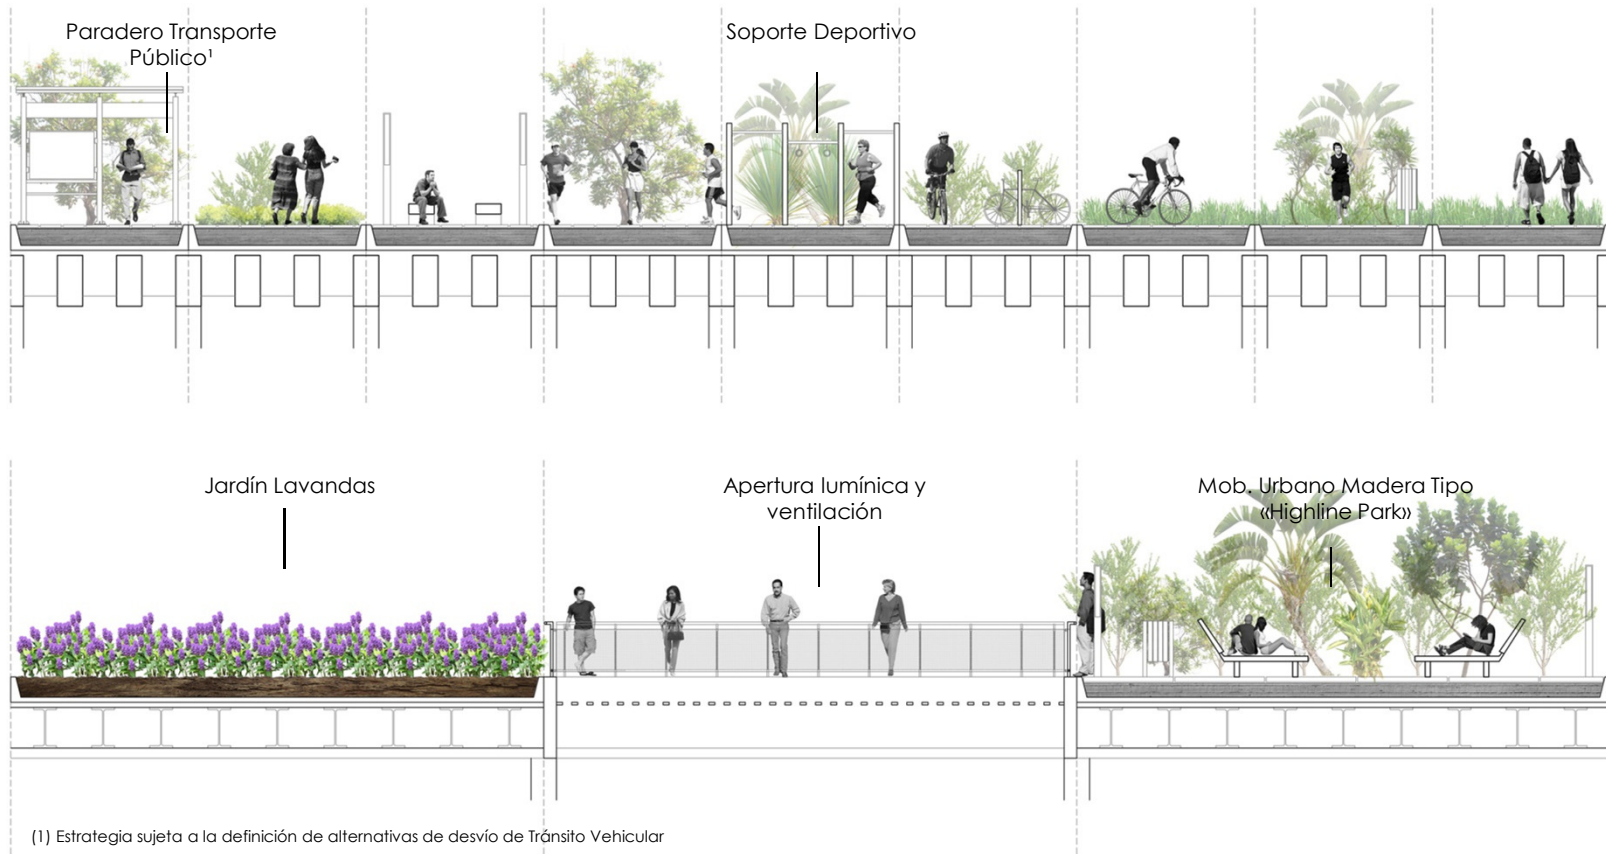 Paradero Transporte
Público¹
Soporte Deportivo
Jardín Lavandas
Apertura lumínica y
ventilación
Mob. Urbano Madera Tipo
«Highline Park»
(1) Estrategia sujeta a la definición de alternativas de desvío de Tránsito Vehicular